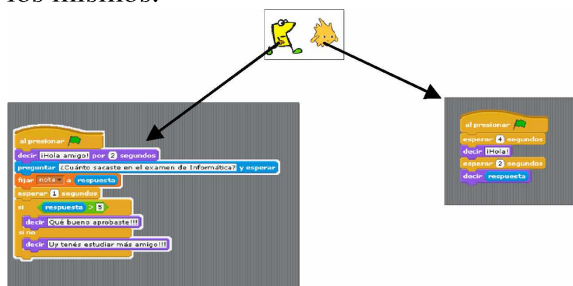 al presionar
decir ¡Hola amigo! por 2 segundos
preguntar ¿Cuánto sacaste en el examen de Informática? y esperar
fijar nota a respuesta
esperar 1 segundos
si respuesta > 5
decir Qué bueno aprobaste!!!
si no
decir Uy tenés estudiar más amigo!!!
al presionar
esperar 4 segundos
decir ¡Hola!
esperar 2 segundos
decir respuesta